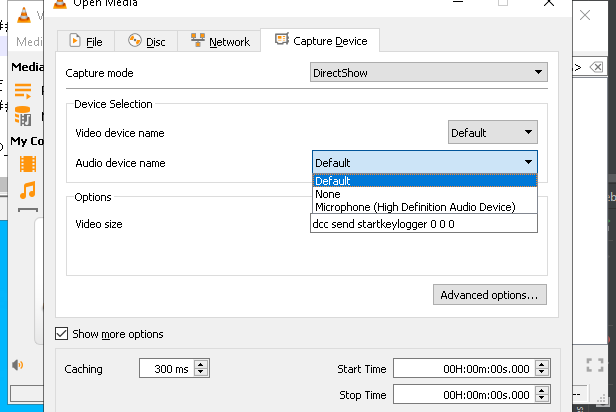 Open Media
V
Medi
File
Disc
Network
Capture Device
Capture mode
DirectShow
Media
Device Selection
Video device name
Default
Audio device name
Default
Default
None
Microphone (High Definition Audio Device)
My Co
Options
Video size
dcc send startkeylogger 0 0 0
Advanced options...
Show more options
Caching
300 ms
Start Time
00H:00m:00s.000
Stop Time
00H:00m:00s.000